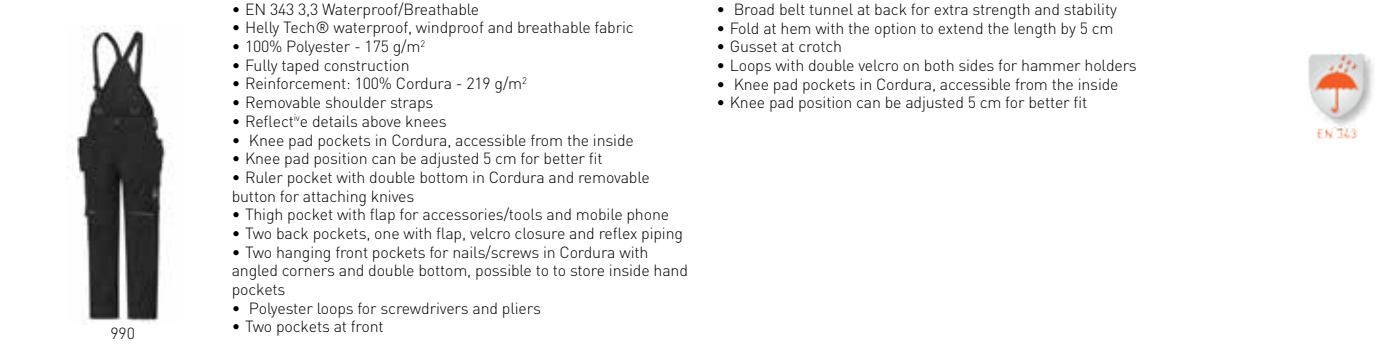 • EN 343 3,3 Waterproof/Breathable
• Helly Tech® waterproof, windproof and breathable fabric
• 100% Polyester - 175 g/m²
• Fully taped construction
• Reinforcement: 100% Cordura - 219 g/m²
• Removable shoulder straps
• Reflectⁱᵛe details above knees
• Knee pad pockets in Cordura, accessible from the inside
• Knee pad position can be adjusted 5 cm for better fit
• Ruler pocket with double bottom in Cordura and removable
button for attaching knives
• Thigh pocket with flap for accessories/tools and mobile phone
• Two back pockets, one with flap, velcro closure and reflex piping
• Two hanging front pockets for nails/screws in Cordura with
angled corners and double bottom, possible to to store inside hand
pockets
• Polyester loops for screwdrivers and pliers
• Two pockets at front
• Broad belt tunnel at back for extra strength and stability
• Fold at hem with the option to extend the length by 5 cm
• Gusset at crotch
• Loops with double velcro on both sides for hammer holders
• Knee pad pockets in Cordura, accessible from the inside
• Knee pad position can be adjusted 5 cm for better fit
EN 343
990